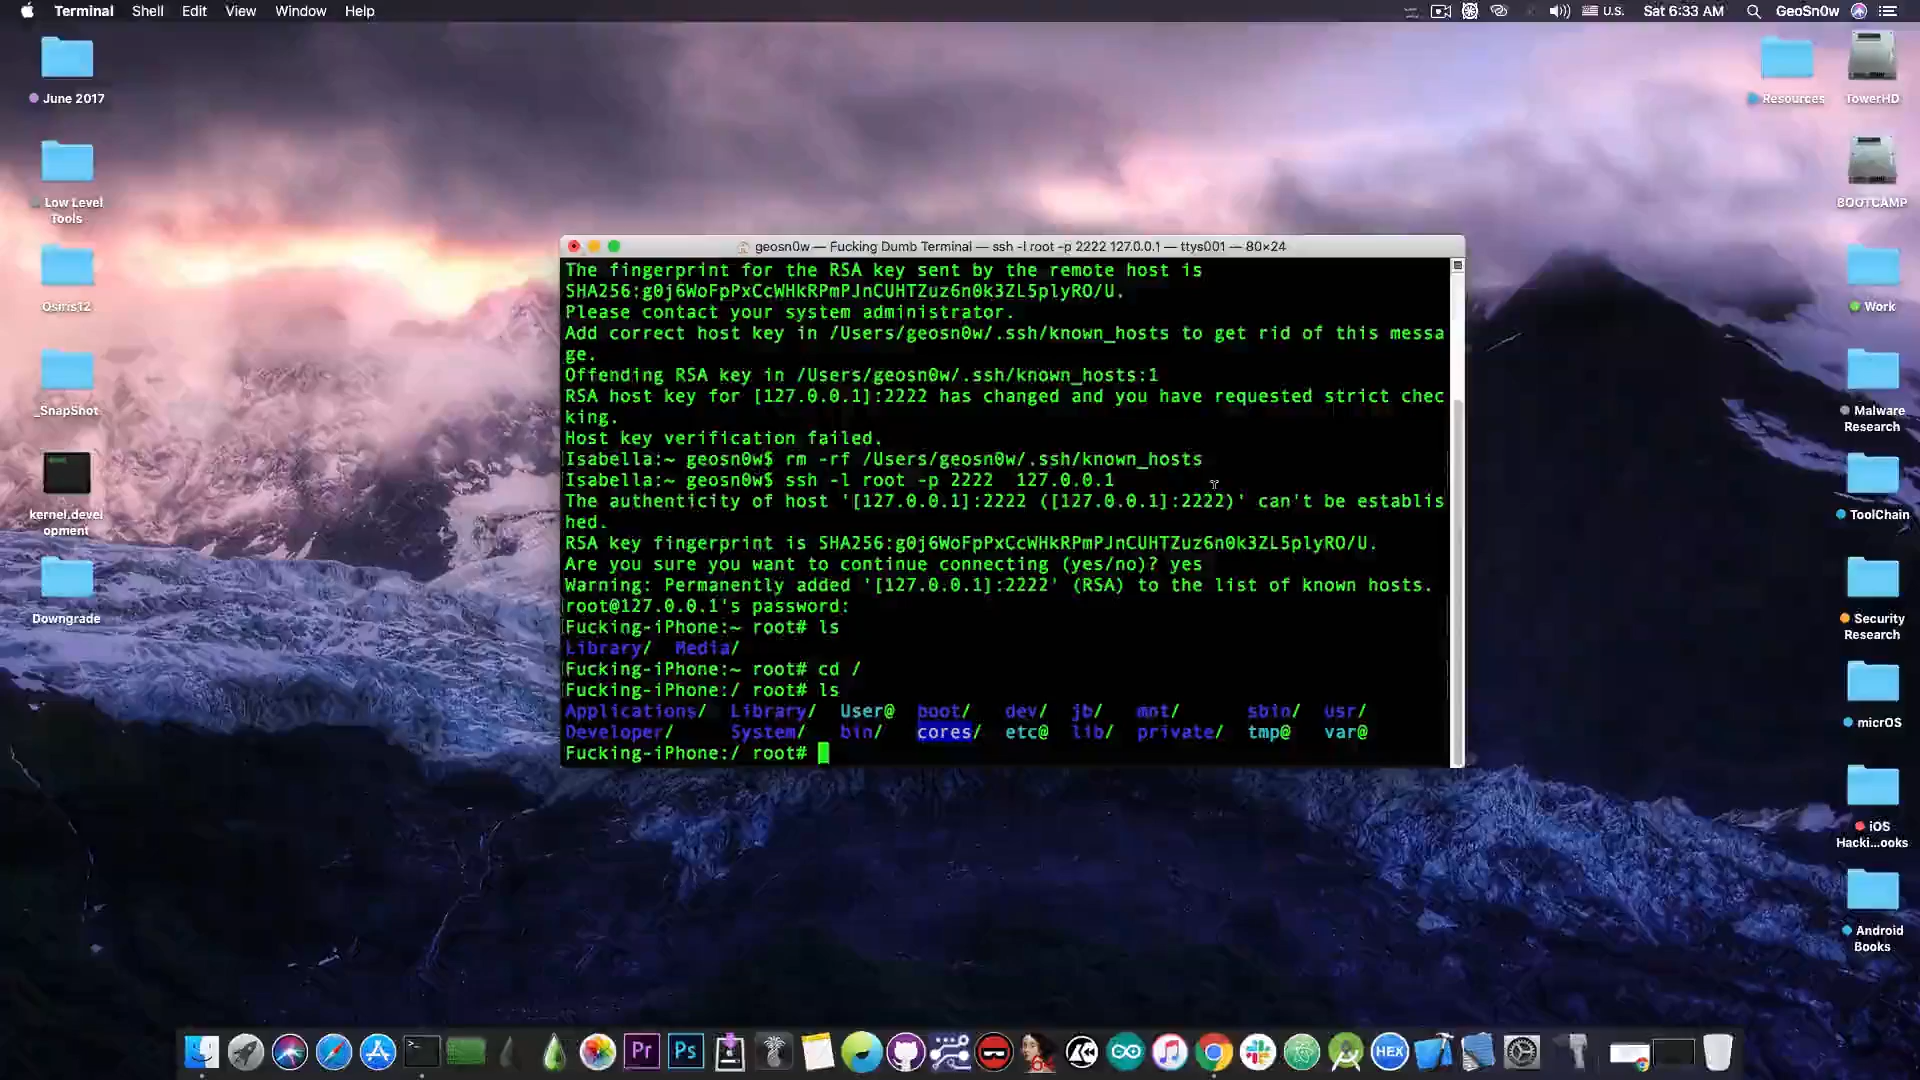 Terminal Shell Edit View Window Help
U.S. Sat 6:33 AM GeoSn0w
June 2017
Low Level
Tools
Osiris12
_SnapShot
kernel.devel
opment
Downgrade
Resources
TowerHD
BOOTCAMP
Work
Malware
Research
ToolChain
Security
Research
micrOS
iOS
Hacki...ooks
Android
Books
geosn0w — Fucking Dumb Terminal — ssh -l root -p 2222 127.0.0.1 — ttys001 — 80×24
The fingerprint for the RSA key sent by the remote host is
SHA256:g0j6WoFpPxCcWHkRPmPJnCUHTZuz6n0k3ZL5plyRO/U.
Please contact your system administrator.
Add correct host key in /Users/geosn0w/.ssh/known_hosts to get rid of this messa
ge.
Offending RSA key in /Users/geosn0w/.ssh/known_hosts:1
RSA host key for [127.0.0.1]:2222 has changed and you have requested strict chec
king.
Host key verification failed.
Isabella:~ geosn0w$ rm -rf /Users/geosn0w/.ssh/known_hosts
Isabella:~ geosn0w$ ssh -l root -p 2222  127.0.0.1
The authenticity of host '[127.0.0.1]:2222 ([127.0.0.1]:2222)' can't be establis
hed.
RSA key fingerprint is SHA256:g0j6WoFpPxCcWHkRPmPJnCUHTZuz6n0k3ZL5plyRO/U.
Are you sure you want to continue connecting (yes/no)? yes
Warning: Permanently added '[127.0.0.1]:2222' (RSA) to the list of known hosts.
root@127.0.0.1's password:
Fucking-iPhone:~ root# ls
Library/  Media/
Fucking-iPhone:~ root# cd /
Fucking-iPhone:/ root# ls
Applications/  Library/  User@  boot/  dev/  jb/  mnt/  sbin/  usr/
Developer/  System/  bin/  cores/  etc@  lib/  private/  tmp@  var@
Fucking-iPhone:/ root#
Pr Ps HEX